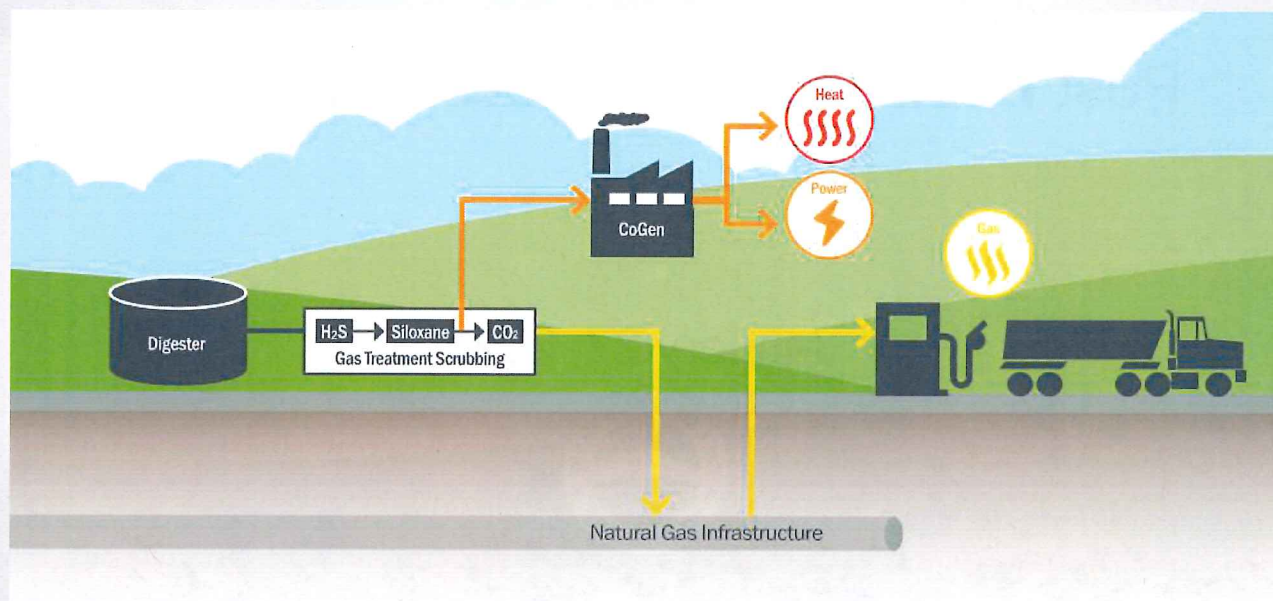 Heat
Power
CoGen
Gas
Digester
H₂S
Siloxane
CO₂
Gas Treatment Scrubbing
Natural Gas Infrastructure